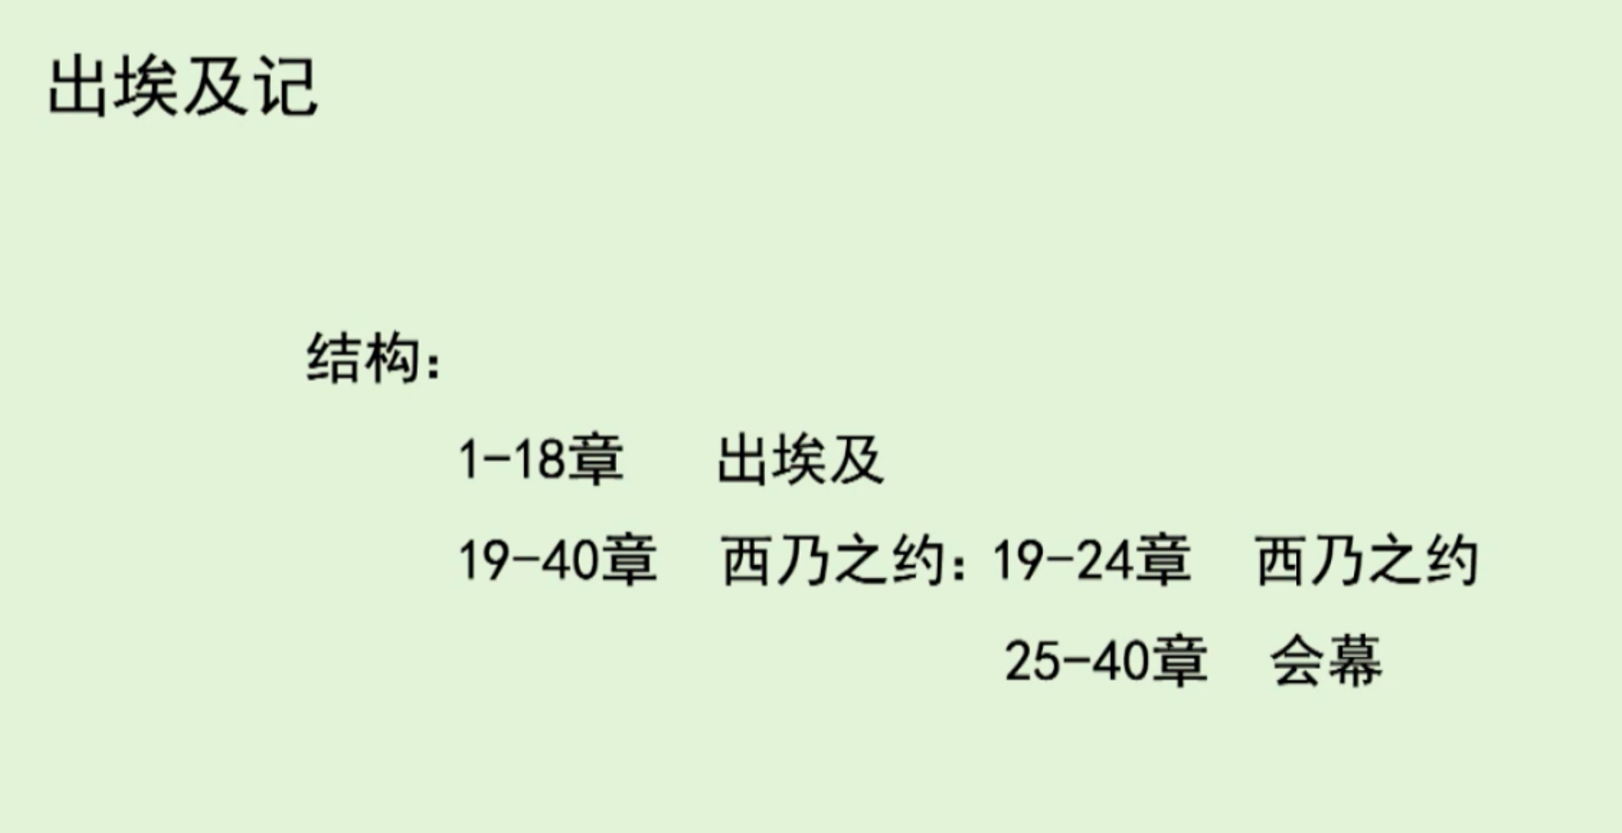 出埃及记
结构：
1-18章 出埃及
19-40章 西乃之约：19-24章 西乃之约
25-40章 会幕